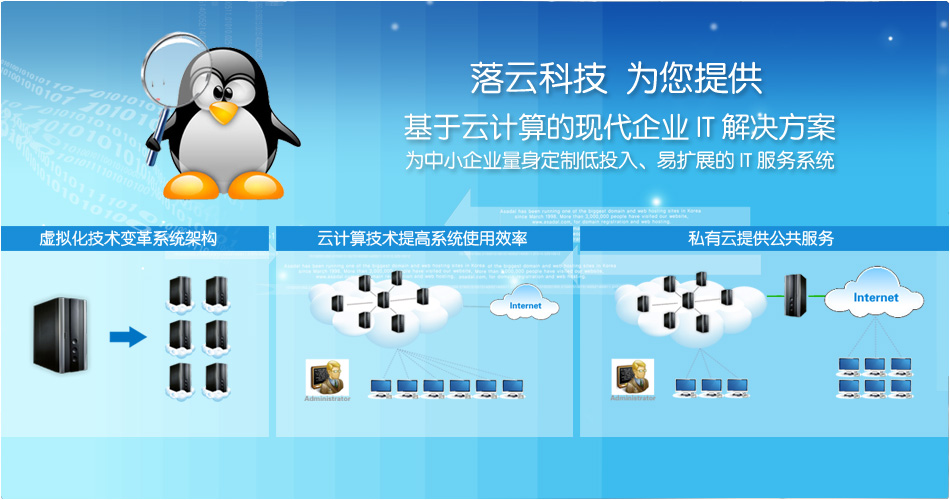 落云科技 为您提供
基于云计算的现代企业 IT 解决方案
为中小企业量身定制低投入、易扩展的 IT 服务系统
虚拟化技术变革系统架构
云计算技术提高系统使用效率
私有云提供公共服务
Internet
Internet
Administrator
Administrator